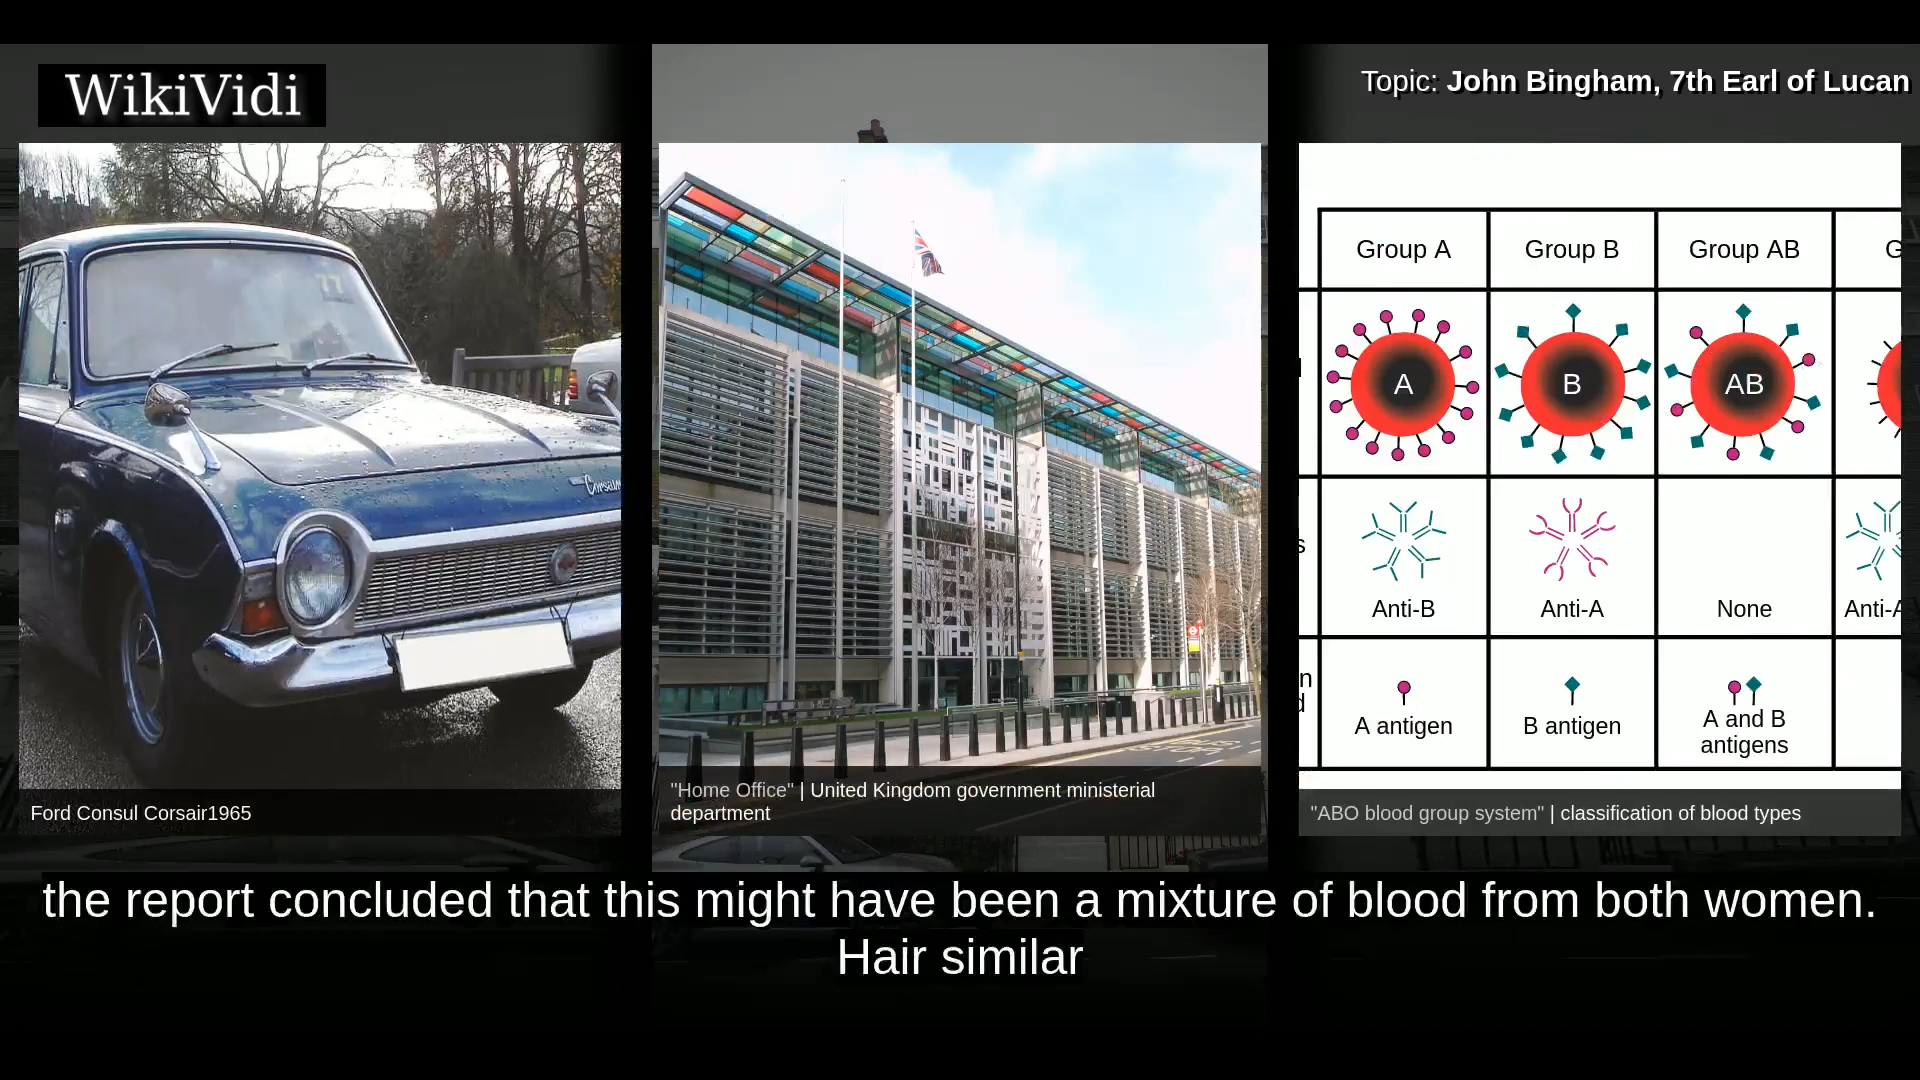 WikiVidi
Topic: John Bingham, 7th Earl of Lucan
Corsair
Ford Consul Corsair1965
"Home Office" | United Kingdom government ministerial
department
Group A
Group B
Group AB
G
A
B
AB
s
Anti-B
Anti-A
None
Anti-A
n
d
A antigen
B antigen
A and B
antigens
"ABO blood group system" | classification of blood types
the report concluded that this might have been a mixture of blood from both women.
Hair similar